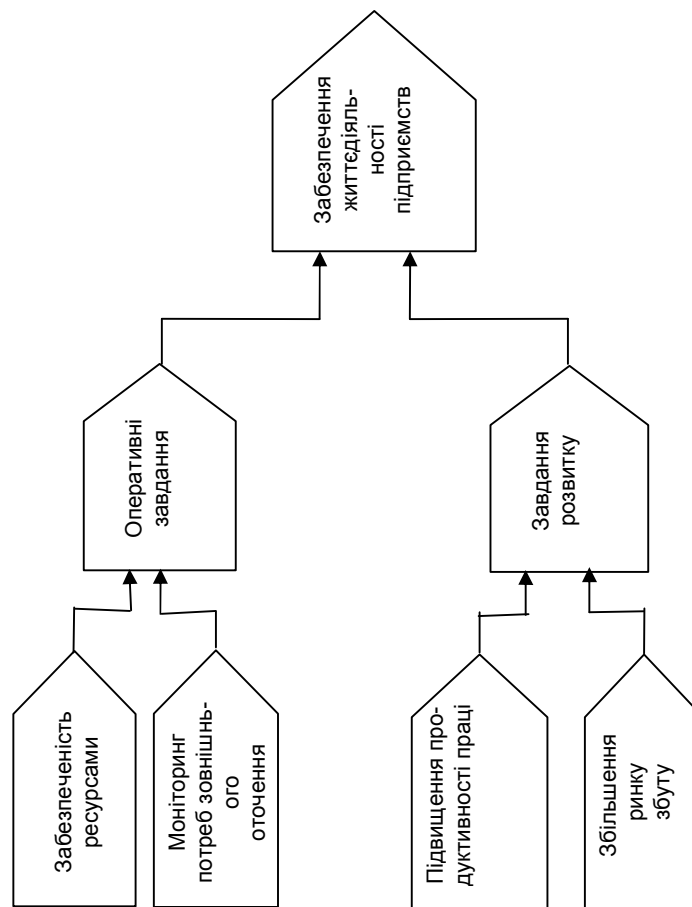 Забезпеченість
ресурсами
Моніторинг
потреб зовнішнь-
ого
оточення
Підвищення про-
дуктивності праці
Збільшення
ринку
збуту
Оперативні
завдання
Завдання
розвитку
Забезпечення
життєдіяль-
ності
підприємств